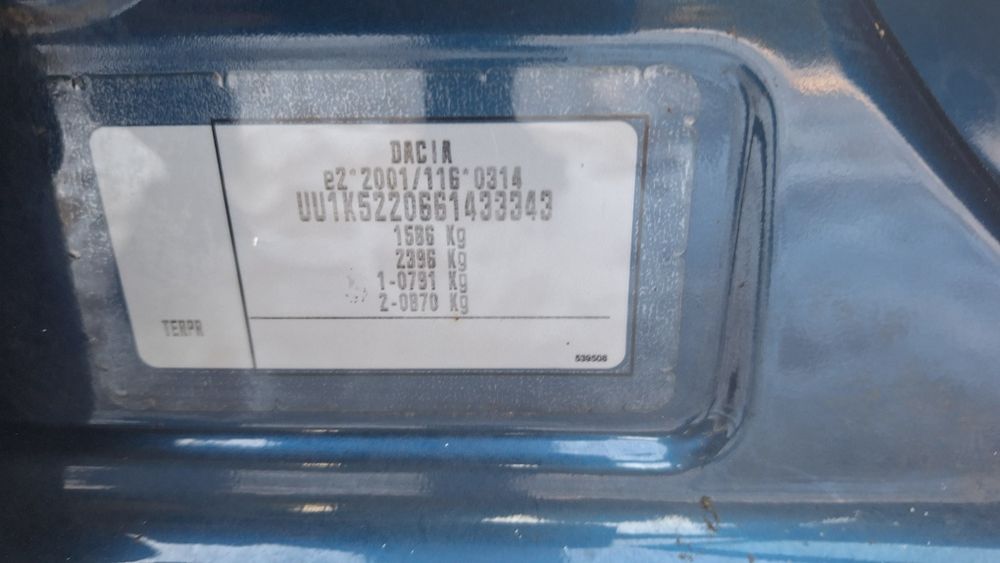 DACIA
e2*2001/116*0314
UU1K5220661433343
1586 Kg
2396 Kg
1-0791 Kg
2-0870 Kg
TERPR
539508